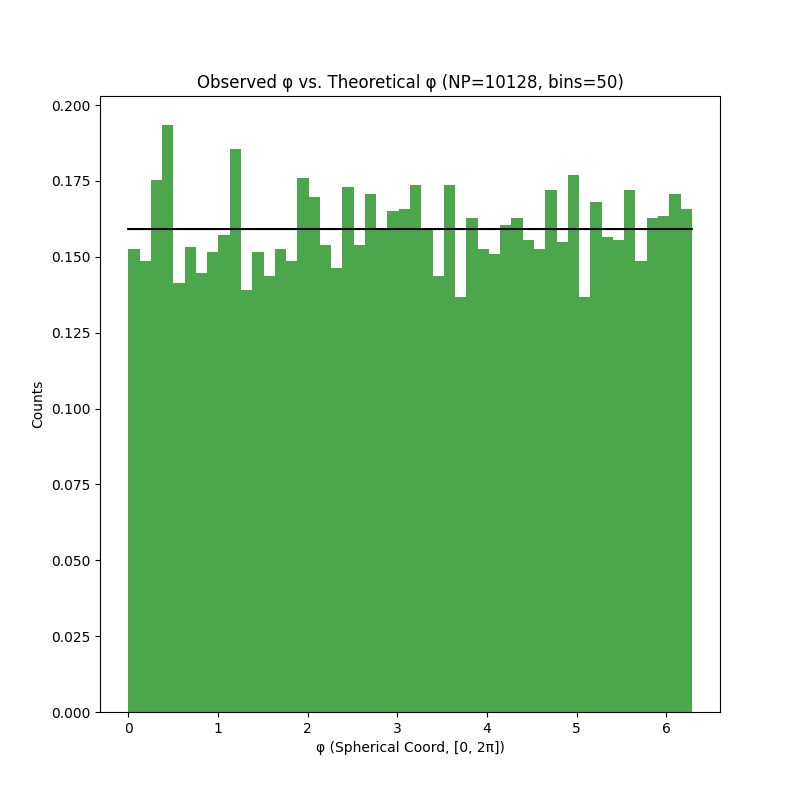 Observed φ vs. Theoretical φ (NP=10128, bins=50)
0.200
0.175
0.150
0.125
0.100
0.075
0.050
0.025
0.000
Counts
0 1 2 3 4 5 6
φ (Spherical Coord, [0, 2π])